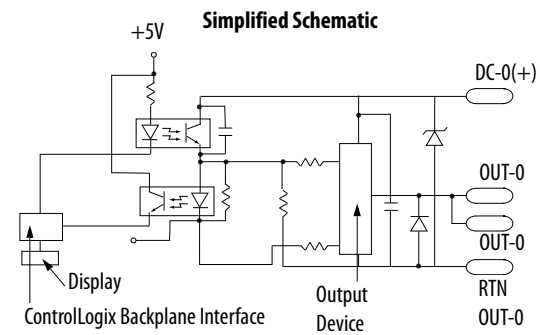 Simplified Schematic
+5V
DC-0(+)
OUT-0
OUT-0
RTN
OUT-0
Display
Output
Device
ControlLogix Backplane Interface